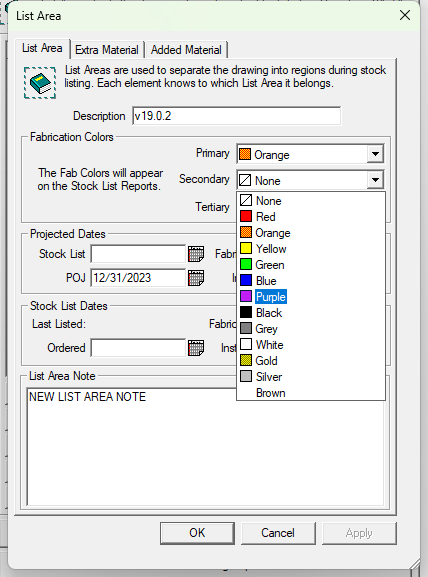 List Area
List Area
Extra Material
Added Material
List Areas are used to separate the drawing into regions during stock
listing. Each element knows to which List Area it belongs.
Description v19.0.2
Fabrication Colors
The Fab Colors will appear
on the Stock List Reports.
Primary Orange
Secondary None
Tertiary
None
Red
Orange
Yellow
Green
Blue
Purple
Black
Grey
White
Gold
Silver
Brown
Projected Dates
Stock List
Fabr
POJ 12/31/2023
In
Stock List Dates
Last Listed:
Fabric
Ordered
Inst
List Area Note
NEW LIST AREA NOTE
OK
Cancel
Apply